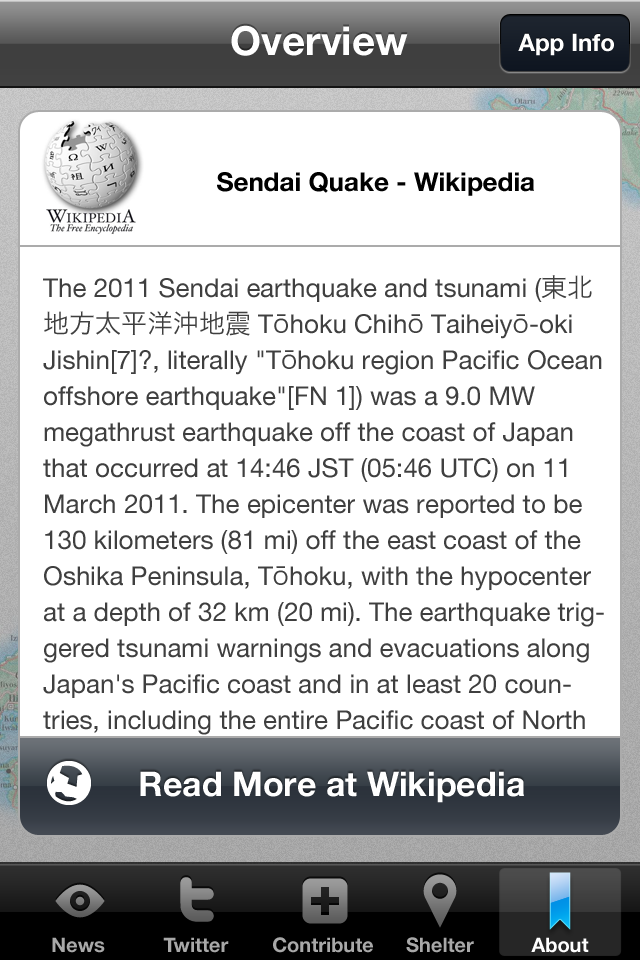 Overview
App Info
Otaru
2290m
WIKIPEDIA
The Free Encyclopedia
Sendai Quake - Wikipedia
The 2011 Sendai earthquake and tsunami (東北
地方太平洋沖地震 Tōhoku Chihō Taiheiyō-oki
Jishin[7]?, literally "Tōhoku region Pacific Ocean
offshore earthquake"[FN 1]) was a 9.0 MW
megathrust earthquake off the coast of Japan
that occurred at 14:46 JST (05:46 UTC) on 11
March 2011. The epicenter was reported to be
130 kilometers (81 mi) off the east coast of the
Oshika Peninsula, Tōhoku, with the hypocenter
at a depth of 32 km (20 mi). The earthquake trig-
gered tsunami warnings and evacuations along
Japan's Pacific coast and in at least 20 coun-
tries, including the entire Pacific coast of North
Read More at Wikipedia
News
Twitter
Contribute
Shelter
About